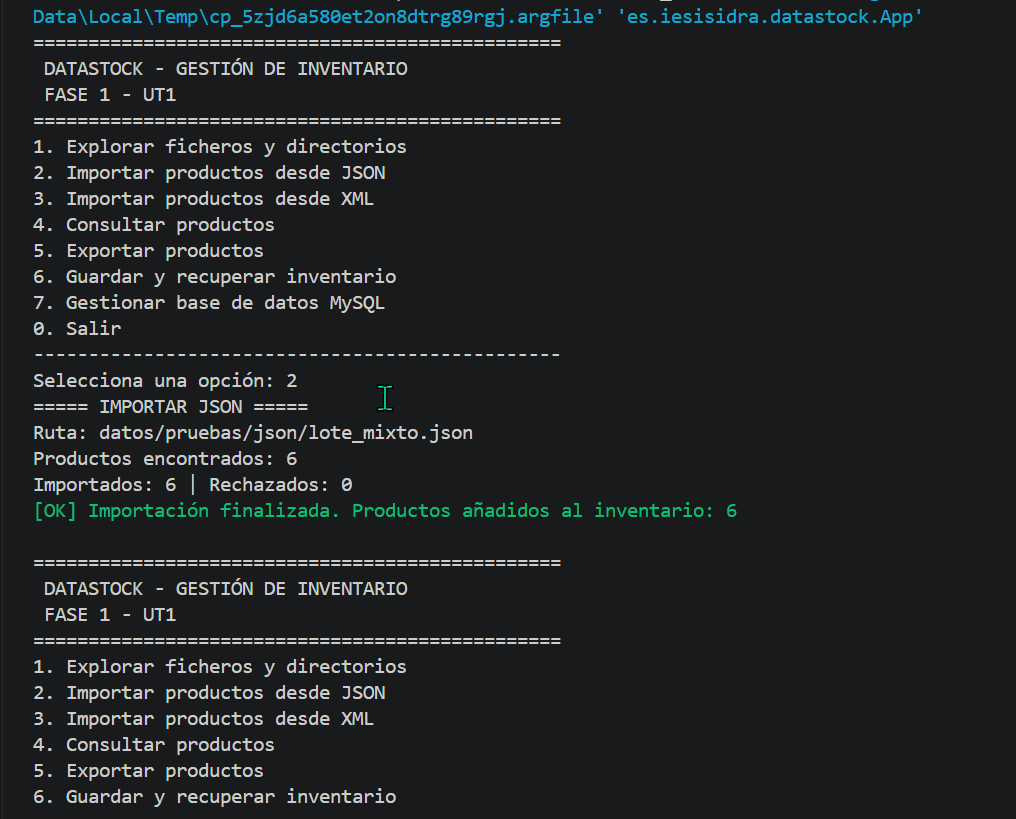 Data\Local\Temp\cp_5zjd6a580et2on8dtrg89rgj.argfile' 'es.iesisidra.datastock.App'
================================================
DATASTOCK - GESTIÓN DE INVENTARIO
FASE 1 - UT1
================================================
1. Explorar ficheros y directorios
2. Importar productos desde JSON
3. Importar productos desde XML
4. Consultar productos
5. Exportar productos
6. Guardar y recuperar inventario
7. Gestionar base de datos MySQL
0. Salir
------------------------------------------------
Selecciona una opción: 2
===== IMPORTAR JSON =====
Ruta: datos/pruebas/json/lote_mixto.json
Productos encontrados: 6
Importados: 6 | Rechazados: 0
[OK] Importación finalizada. Productos añadidos al inventario: 6
================================================
DATASTOCK - GESTIÓN DE INVENTARIO
FASE 1 - UT1
================================================
1. Explorar ficheros y directorios
2. Importar productos desde JSON
3. Importar productos desde XML
4. Consultar productos
5. Exportar productos
6. Guardar y recuperar inventario